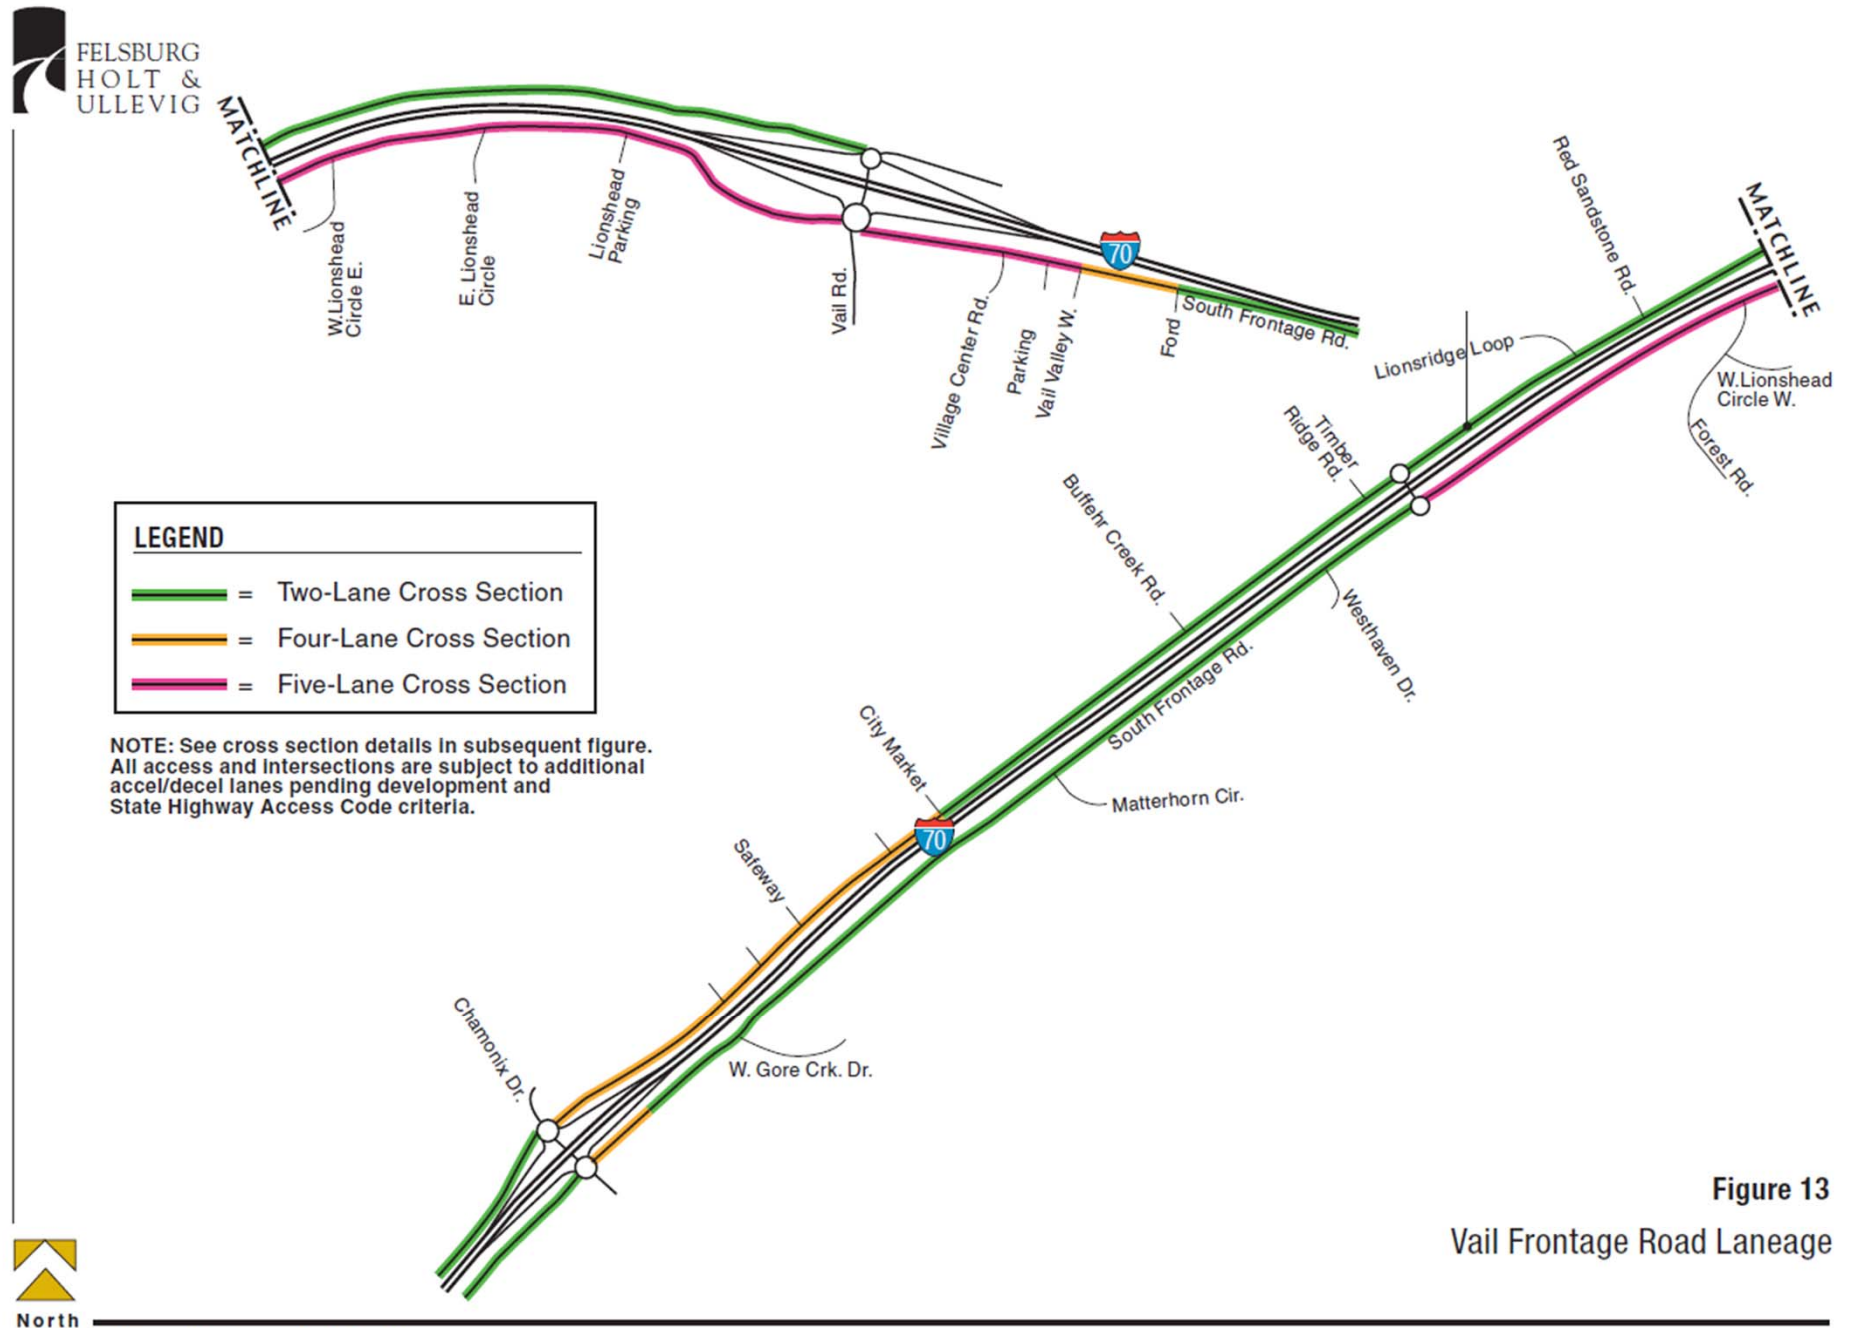 FELSBURG
HOLT &
ULLEVIG
MATCHLINE
W.Lionshead
Circle E.
E. Lionshead
Circle
Lionshead
Parking
Vail Rd.
Village Center Rd.
Parking
Vail Valley W.
Ford
70
South Frontage Rd.
Red Sandstone Rd.
MATCHLINE
Lionsridge Loop
W.Lionshead
Circle W.
Forest Rd.
Timber
Ridge Rd.
Buffehr Creek Rd.
Westhaven Dr.
South Frontage Rd.
City Market
Matterhorn Cir.
70
Safeway
Chamonix Dr.
W. Gore Crk. Dr.
LEGEND
= Two-Lane Cross Section
= Four-Lane Cross Section
= Five-Lane Cross Section
NOTE: See cross section details in subsequent figure.
All access and intersections are subject to additional
accel/decel lanes pending development and
State Highway Access Code criteria.
Figure 13
Vail Frontage Road Laneage
North